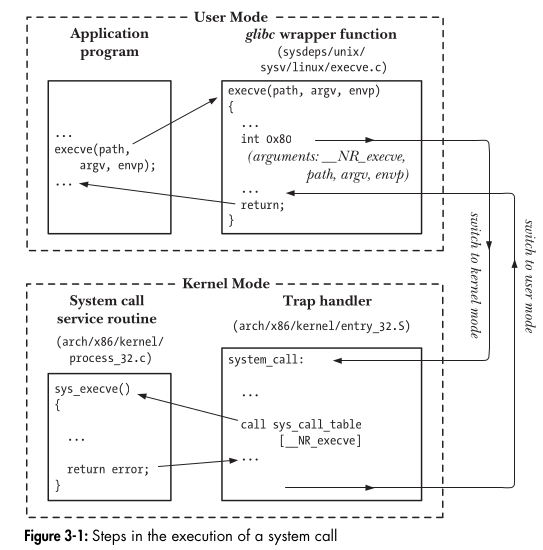 User Mode
Application
program
glibc wrapper function
(sysdeps/unix/
sysv/linux/execve.c)
...
execve(path,
argv, envp);
...
execve(path, argv, envp)
{
...
int 0x80
(arguments: __NR_execve,
path, argv, envp)
...
return;
}
switch to kernel mode
switch to user mode
Kernel Mode
System call
service routine
(arch/x86/kernel/
process_32.c)
Trap handler
(arch/x86/kernel/entry_32.S)
sys_execve()
{
...
return error;
}
system_call:
...
call sys_call_table
[__NR_execve]
...
Figure 3-1: Steps in the execution of a system call